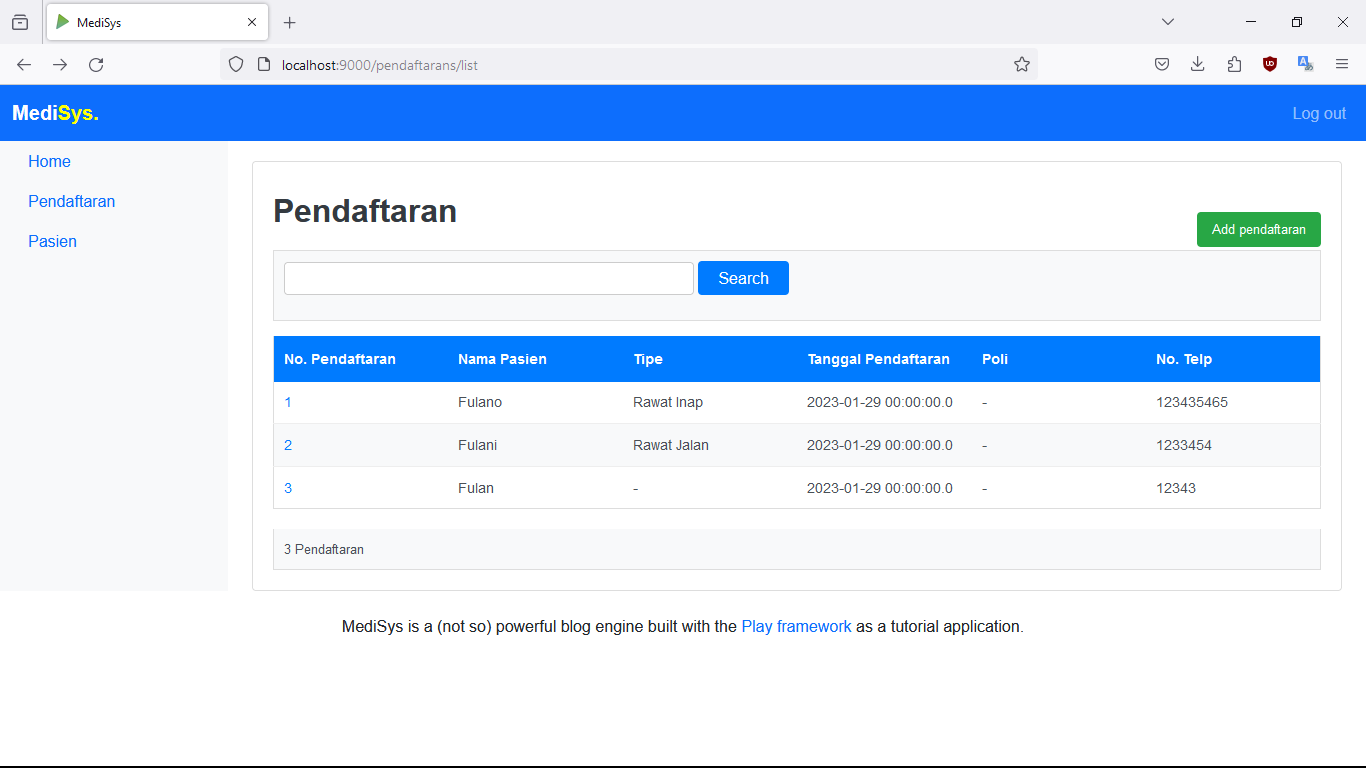 MediSys
localhost:9000/pendaftarans/list
MediSys.
Log out
Home
Pendaftaran
Pasien
Pendaftaran
Add pendaftaran
Search
No. Pendaftaran Nama Pasien Tipe Tanggal Pendaftaran Poli No. Telp
1 Fulano Rawat Inap 2023-01-29 00:00:00.0 - 123435465
2 Fulani Rawat Jalan 2023-01-29 00:00:00.0 - 1233454
3 Fulan - 2023-01-29 00:00:00.0 - 12343
3 Pendaftaran
MediSys is a (not so) powerful blog engine built with the Play framework as a tutorial application.